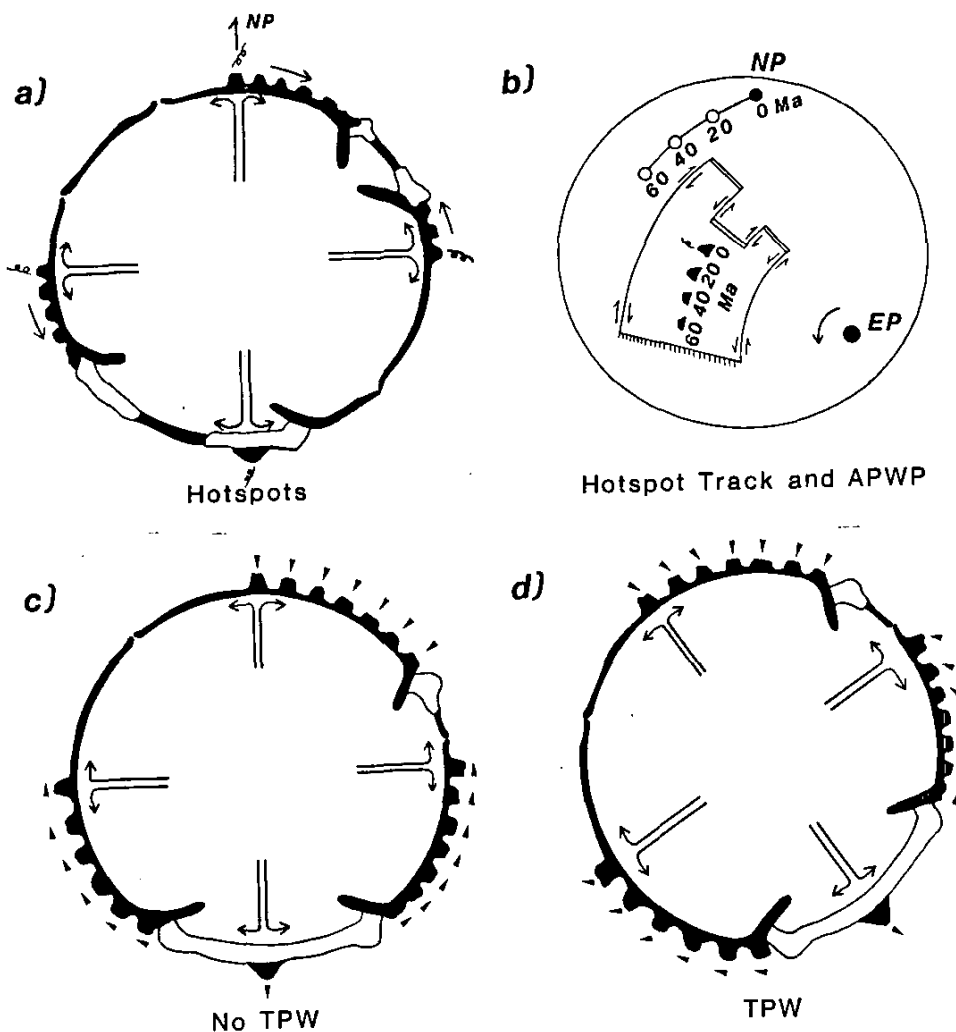 a)
NP
Hotspots
b)
NP
0 Ma
20
40
60
0
20
40
60
Ma
EP
Hotspot Track and APWP
c)
No TPW
d)
TPW